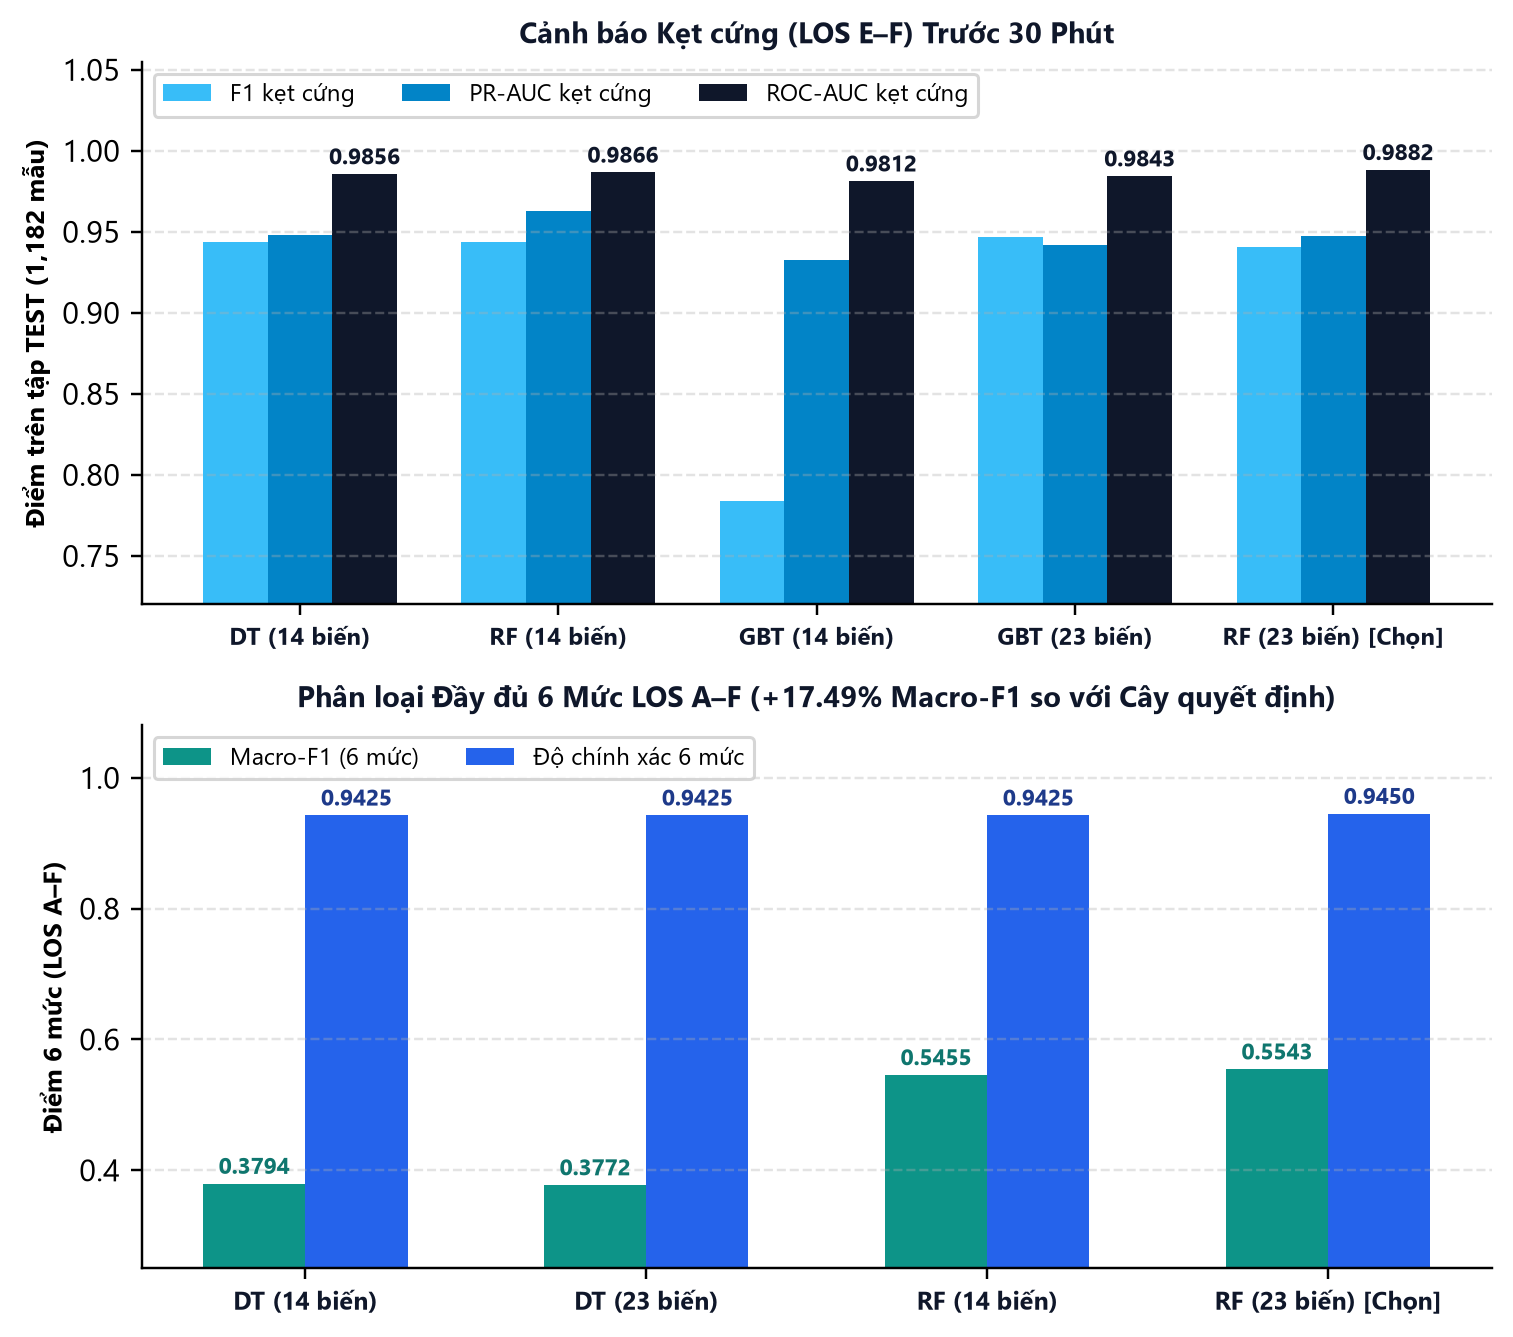 Cảnh báo Kẹt cứng (LOS E–F) Trước 30 Phút
F1 kẹt cứng
PR-AUC kẹt cứng
ROC-AUC kẹt cứng
Điểm trên tập TEST (1,182 mẫu)
1.05
1.00
0.95
0.90
0.85
0.80
0.75
0.9856
0.9866
0.9812
0.9843
0.9882
DT (14 biến)
RF (14 biến)
GBT (14 biến)
GBT (23 biến)
RF (23 biến) [Chọn]
Phân loại Đầy đủ 6 Mức LOS A–F (+17.49% Macro-F1 so với Cây quyết định)
Macro-F1 (6 mức)
Độ chính xác 6 mức
Điểm 6 mức (LOS A–F)
1.0
0.8
0.6
0.4
0.3794
0.9425
0.3772
0.9425
0.5455
0.9425
0.5543
0.9450
DT (14 biến)
DT (23 biến)
RF (14 biến)
RF (23 biến) [Chọn]